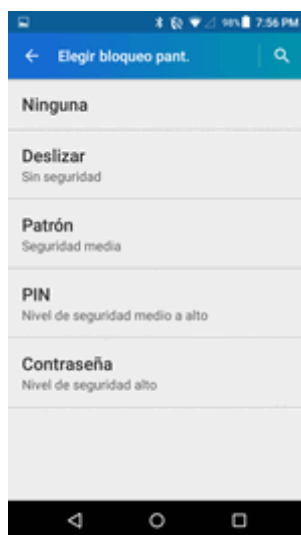 98% 7:56 PM
Elegir bloqueo pant.
Ninguna
Deslizar
Sin seguridad
Patrón
Seguridad media
PIN
Nivel de seguridad medio a alto
Contraseña
Nivel de seguridad alto